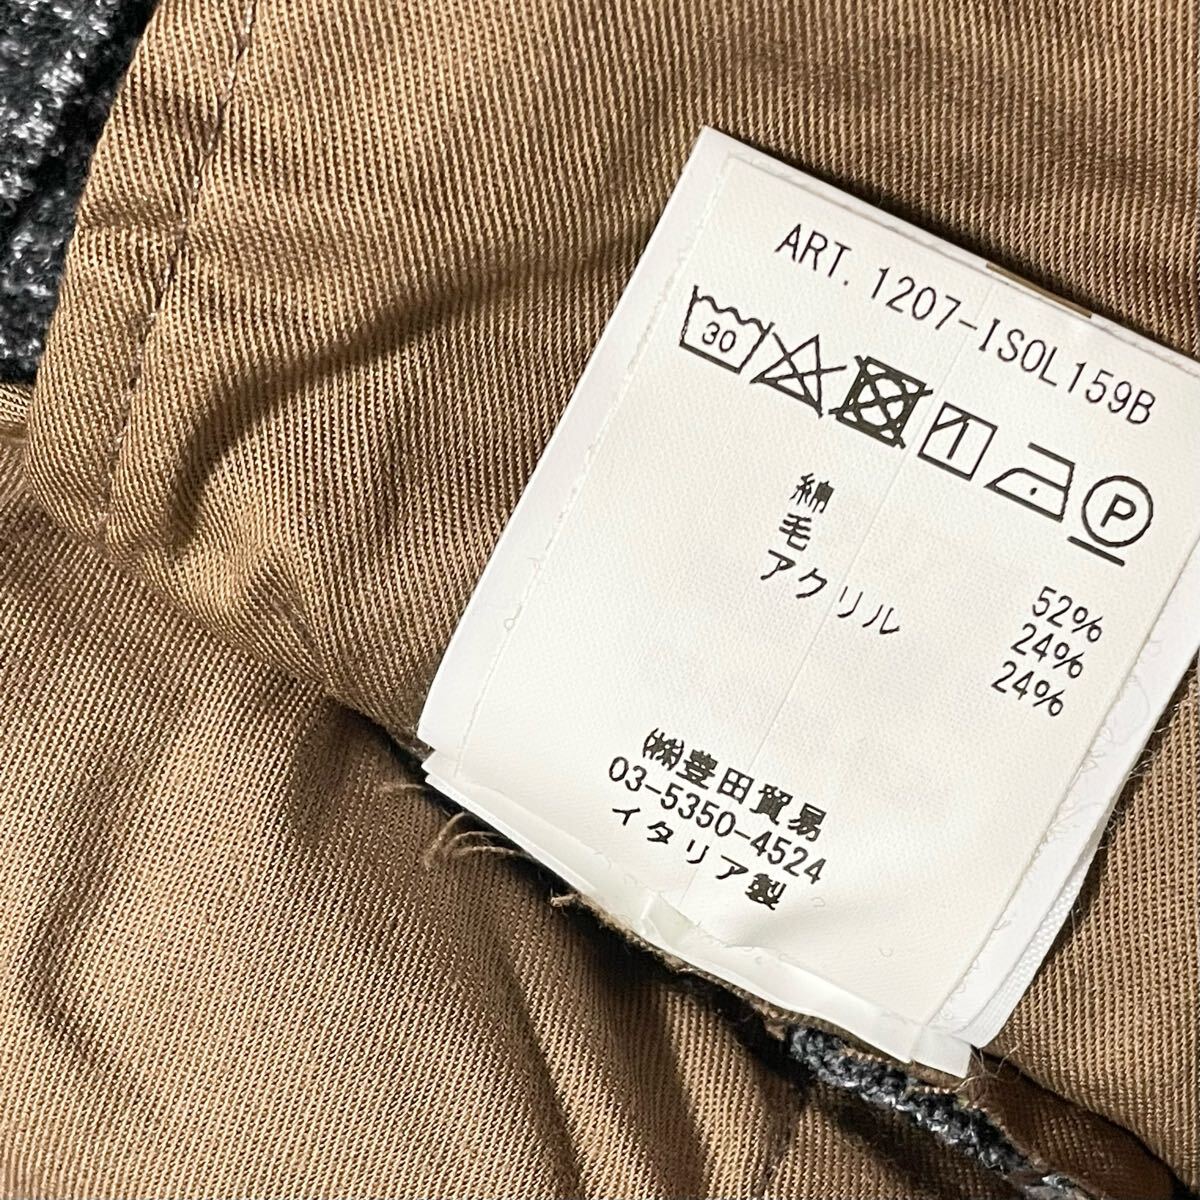 ART.1207-ISOL159B
30 P
綿 52%
毛 24%
アクリル 24%
㈱豊田貿易
03-5350-4524
イタリア製